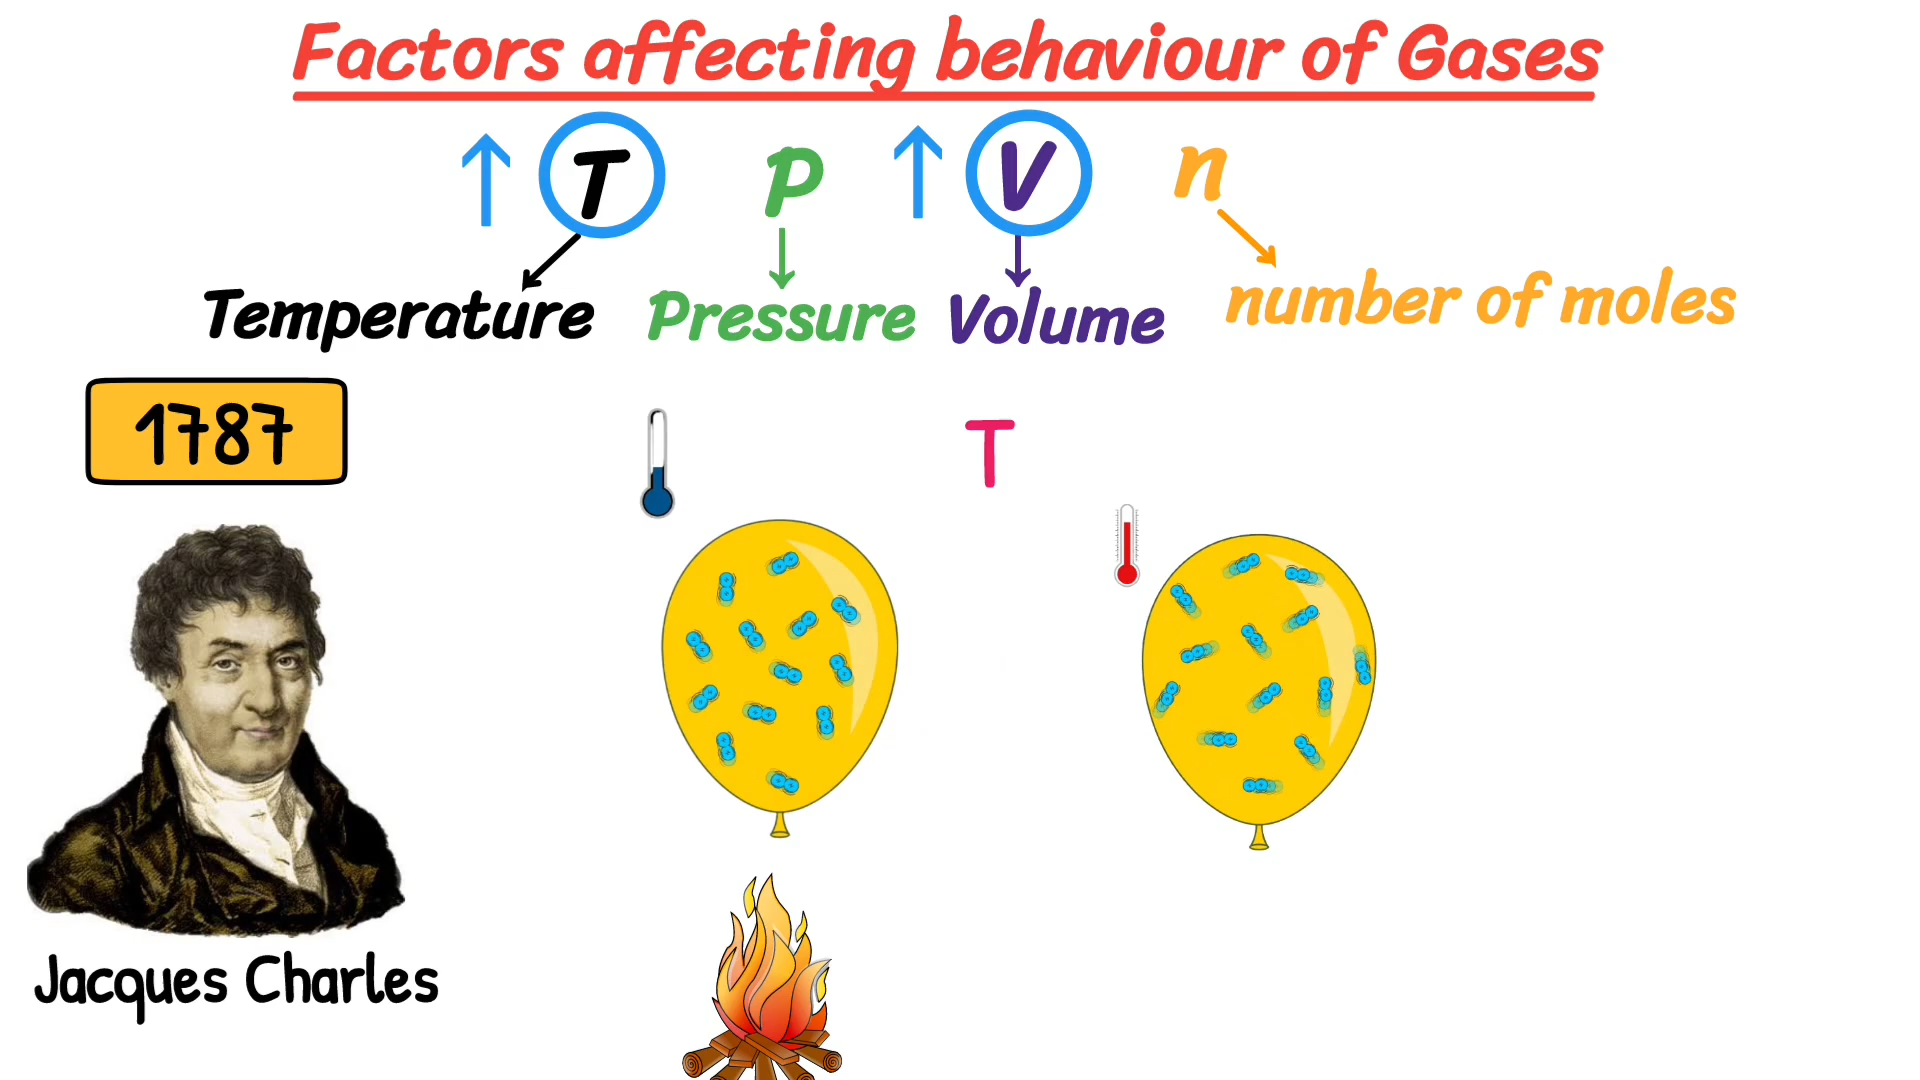 Factors affecting behaviour of Gases
↑ T P ↑ V n
Temperature Pressure Volume number of moles
1787
T
Jacques Charles